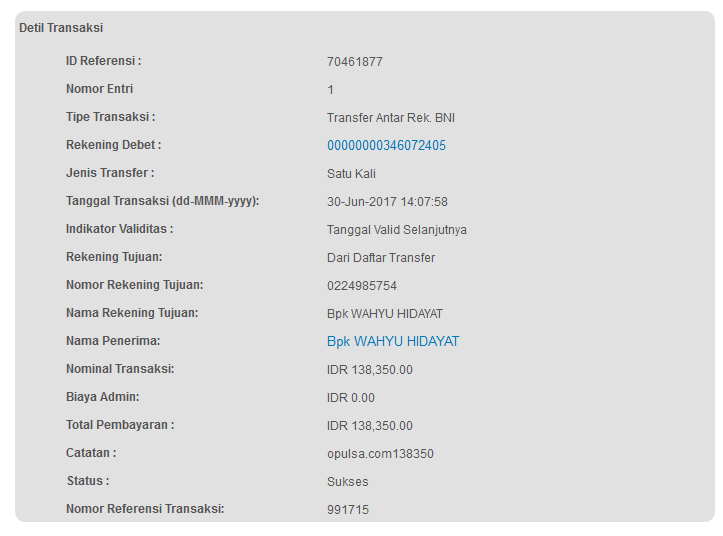 Detil Transaksi
ID Referensi : 70461877
Nomor Entri 1
Tipe Transaksi : Transfer Antar Rek. BNI
Rekening Debet : 00000000346072405
Jenis Transfer : Satu Kali
Tanggal Transaksi (dd-MMM-yyyy): 30-Jun-2017 14:07:58
Indikator Validitas : Tanggal Valid Selanjutnya
Rekening Tujuan: Dari Daftar Transfer
Nomor Rekening Tujuan: 0224985754
Nama Rekening Tujuan: Bpk WAHYU HIDAYAT
Nama Penerima: Bpk WAHYU HIDAYAT
Nominal Transaksi: IDR 138,350.00
Biaya Admin: IDR 0.00
Total Pembayaran : IDR 138,350.00
Catatan : opulsa.com138350
Status : Sukses
Nomor Referensi Transaksi: 991715